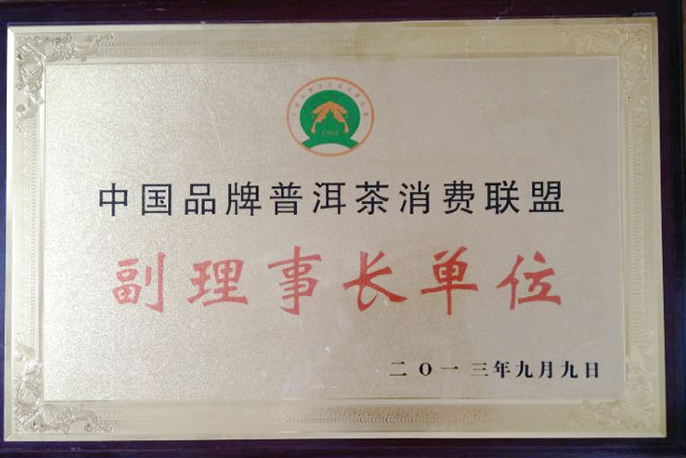 中国品牌普洱茶消费联盟
副理事长单位
二〇一三年九月九日